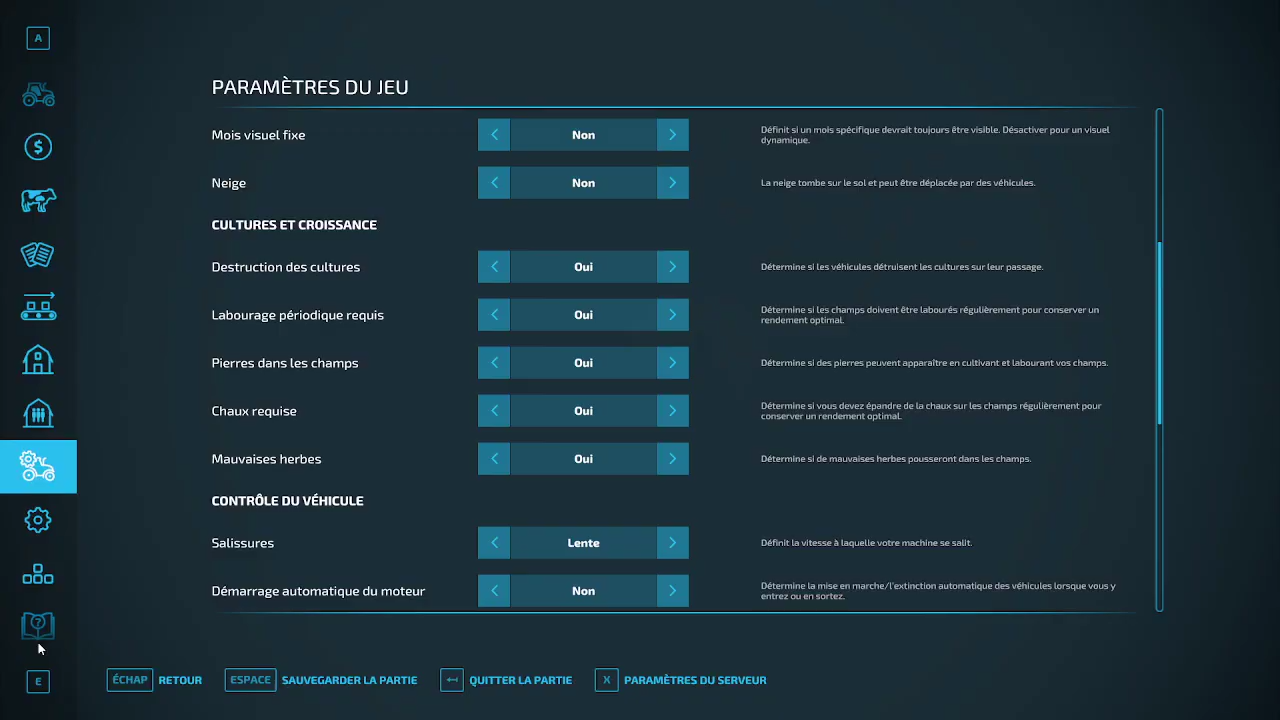 A
PARAMÈTRES DU JEU
Mois visuel fixe
Non
Définit si un mois spécifique devrait toujours être visible. Désactiver pour un visuel
dynamique.
Neige
Non
La neige tombe sur le sol et peut être déplacée par des véhicules.
CULTURES ET CROISSANCE
Destruction des cultures
Oui
Détermine si les véhicules détruisent les cultures sur leur passage.
Labourage périodique requis
Oui
Détermine si les champs doivent être labourés régulièrement pour conserver un
rendement optimal.
Pierres dans les champs
Oui
Détermine si des pierres peuvent apparaître en cultivant et labourant vos champs.
Chaux requise
Oui
Détermine si vous devez épandre de la chaux sur les champs régulièrement pour
conserver un rendement optimal.
Mauvaises herbes
Oui
Détermine si de mauvaises herbes pousseront dans les champs.
CONTRÔLE DU VÉHICULE
Salissures
Lente
Définit la vitesse à laquelle votre machine se salit.
Démarrage automatique du moteur
Non
Détermine la mise en marche/l'extinction automatique des véhicules lorsque vous y
entrez ou en sortez.
E
ÉCHAP RETOUR ESPACE SAUVEGARDER LA PARTIE QUITTER LA PARTIE X PARAMÈTRES DU SERVEUR